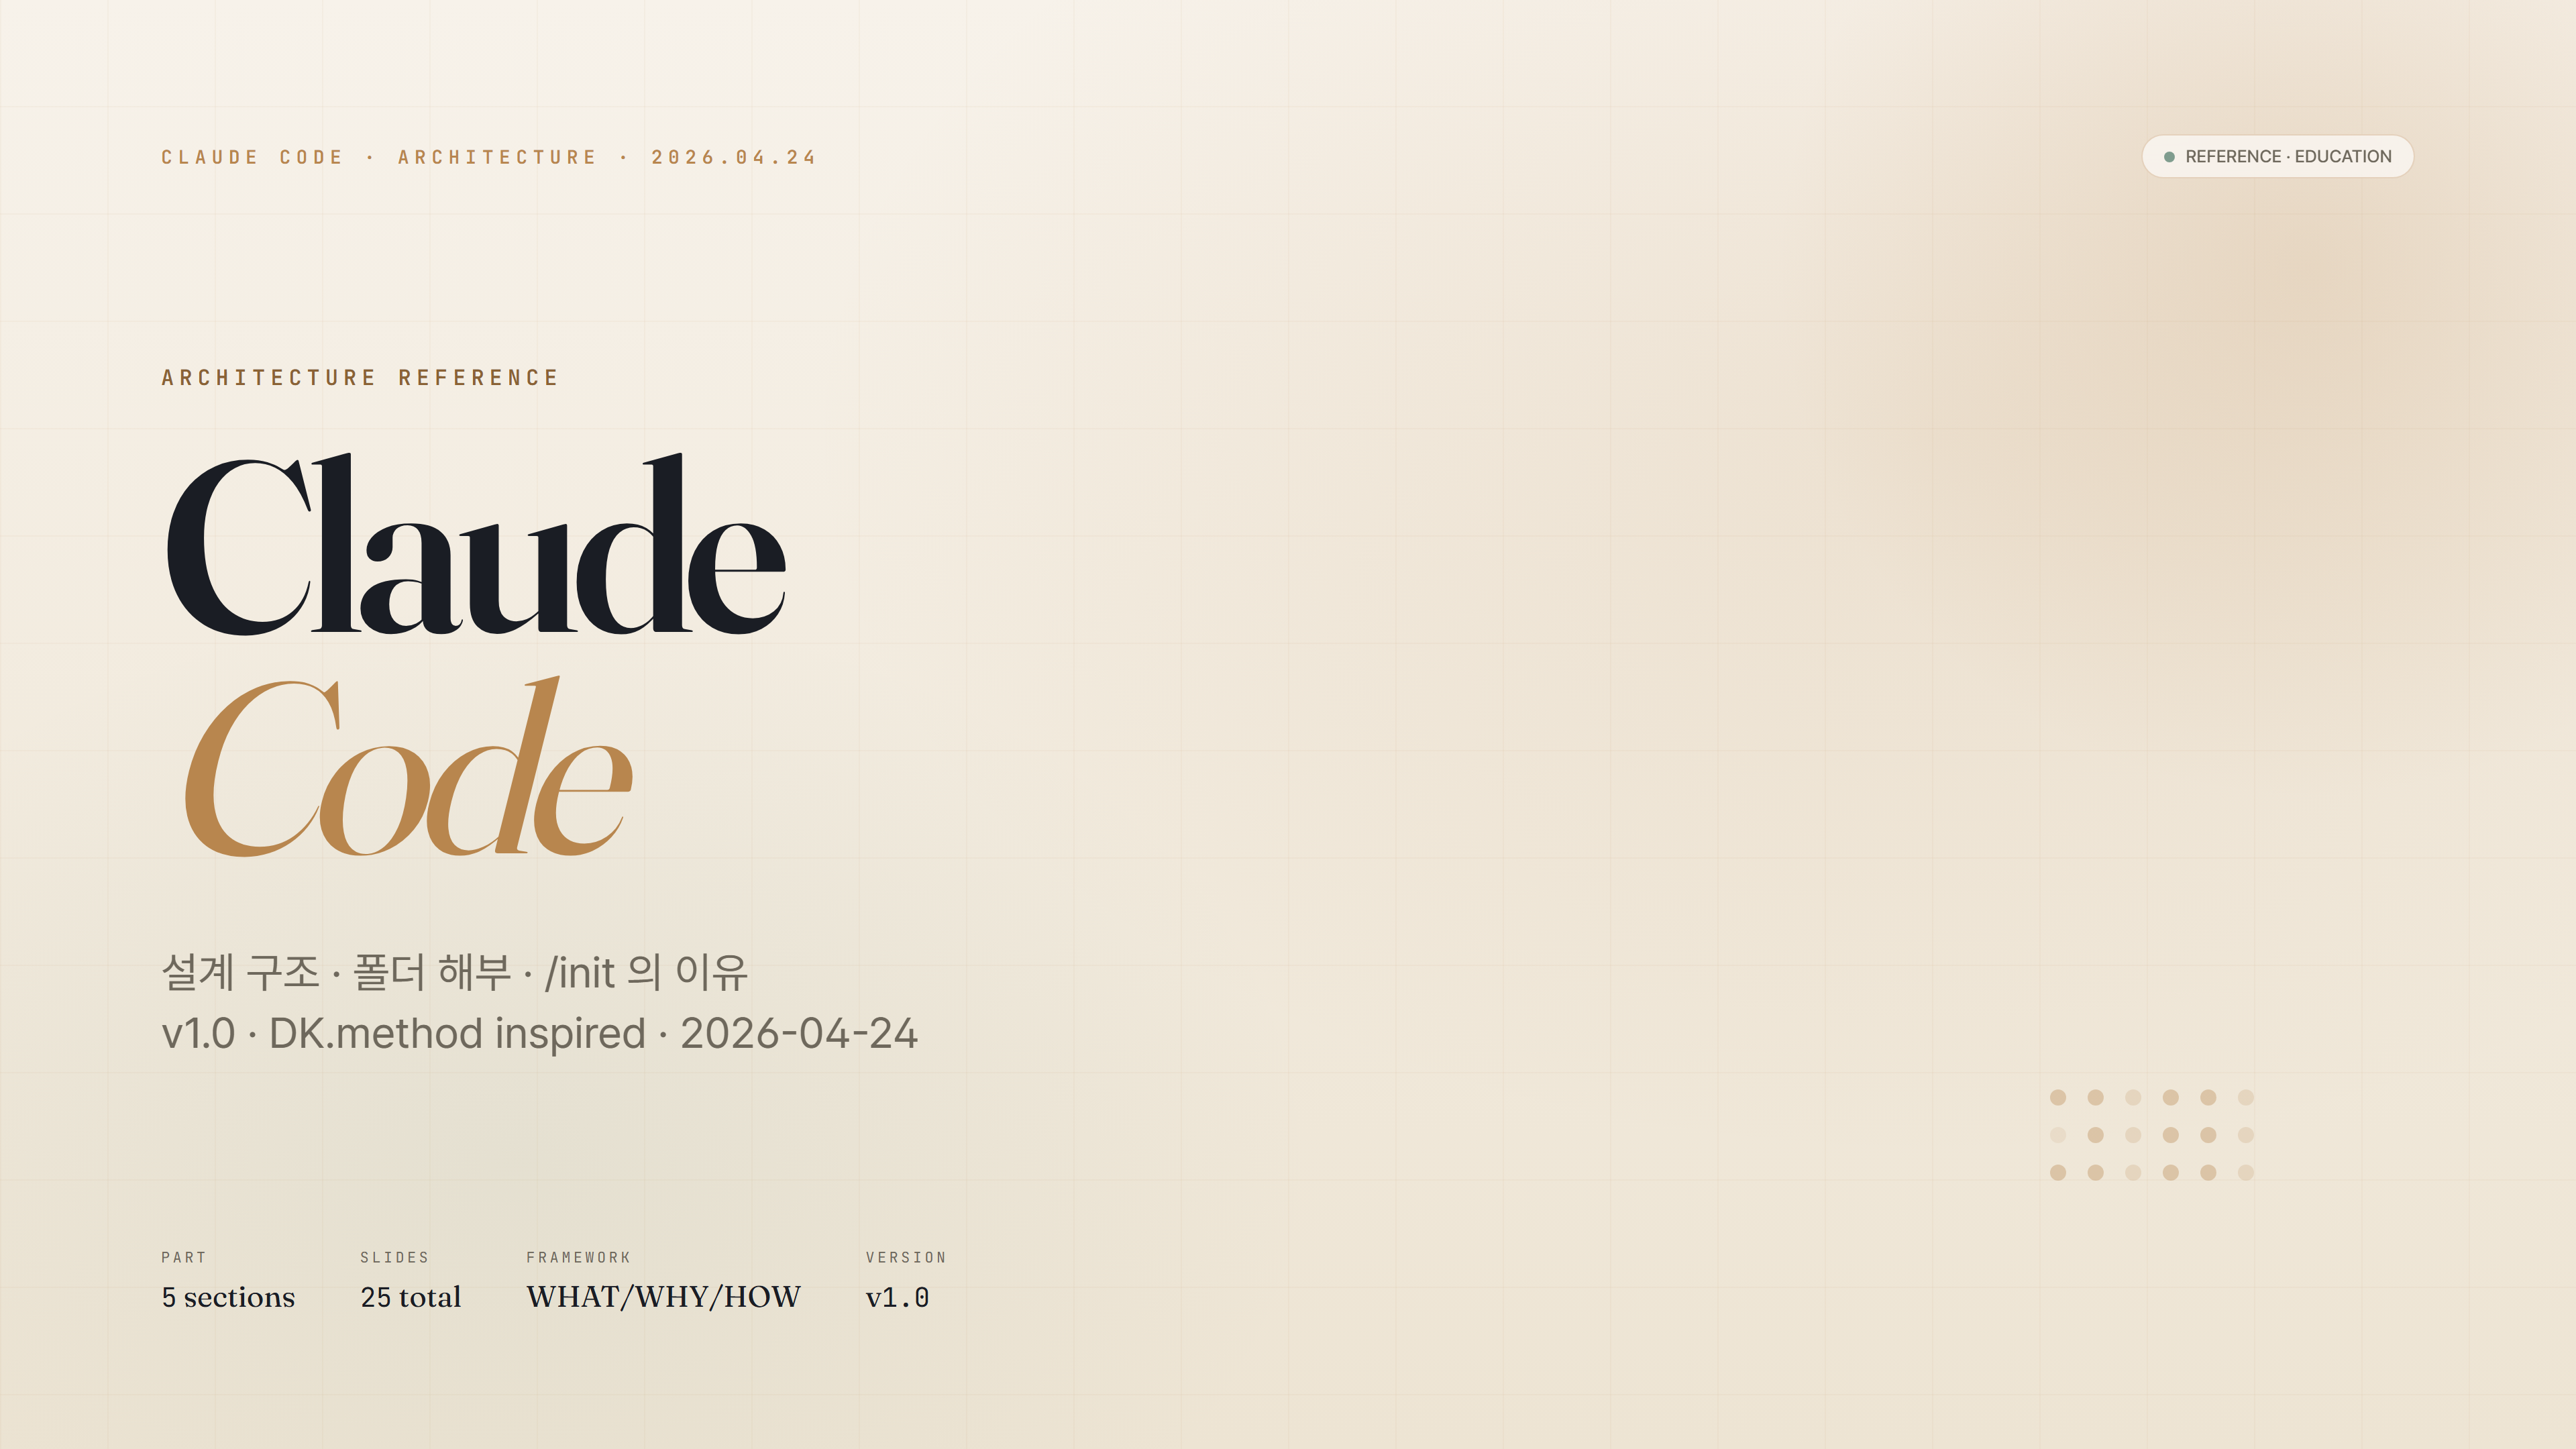 CLAUDE CODE · ARCHITECTURE · 2026.04.24
REFERENCE · EDUCATION
ARCHITECTURE REFERENCE
Claude
Code
설계 구조 · 폴더 해부 · /init 의 이유
v1.0 · DK.method inspired · 2026-04-24
PART
5 sections
SLIDES
25 total
FRAMEWORK
WHAT/WHY/HOW
VERSION
v1.0